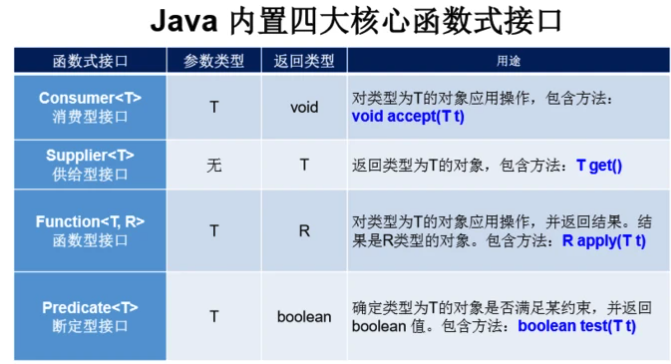 Java 内置四大核心函数式接口
函数式接口 参数类型 返回类型 用途
Consumer<T>
消费型接口
T
void
对类型为T的对象应用操作，包含方法：
void accept(T t)
Supplier<T>
供给型接口
无
T
返回类型为T的对象，包含方法：T get()
Function<T, R>
函数型接口
T
R
对类型为T的对象应用操作，并返回结果。结
果是R类型的对象。包含方法：R apply(T t)
Predicate<T>
断定型接口
T
boolean
确定类型为T的对象是否满足某约束，并返回
boolean 值。包含方法：boolean test(T t)